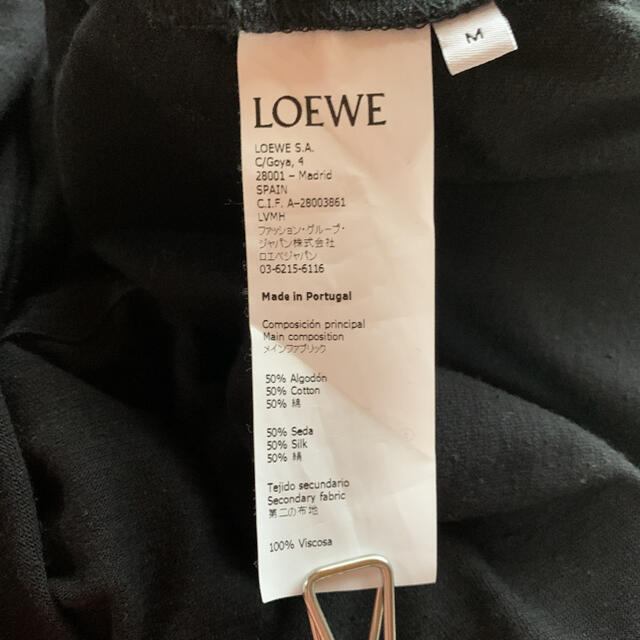 M
LOEWE
LOEWE S.A.
C/Goya, 4
28001 – Madrid
SPAIN
C.I.F. A-28003861
LVMH
ファッション・グループ・
ジャパン株式会社
ロエベジャパン
03-6215-6116
Made in Portugal
Composición principal
Main composition
メインファブリック
50% Algodón
50% Cotton
50% 綿
50% Seda
50% Silk
50% 絹
Tejido secundario
Secondary fabric
第二の布地
100% Viscosa